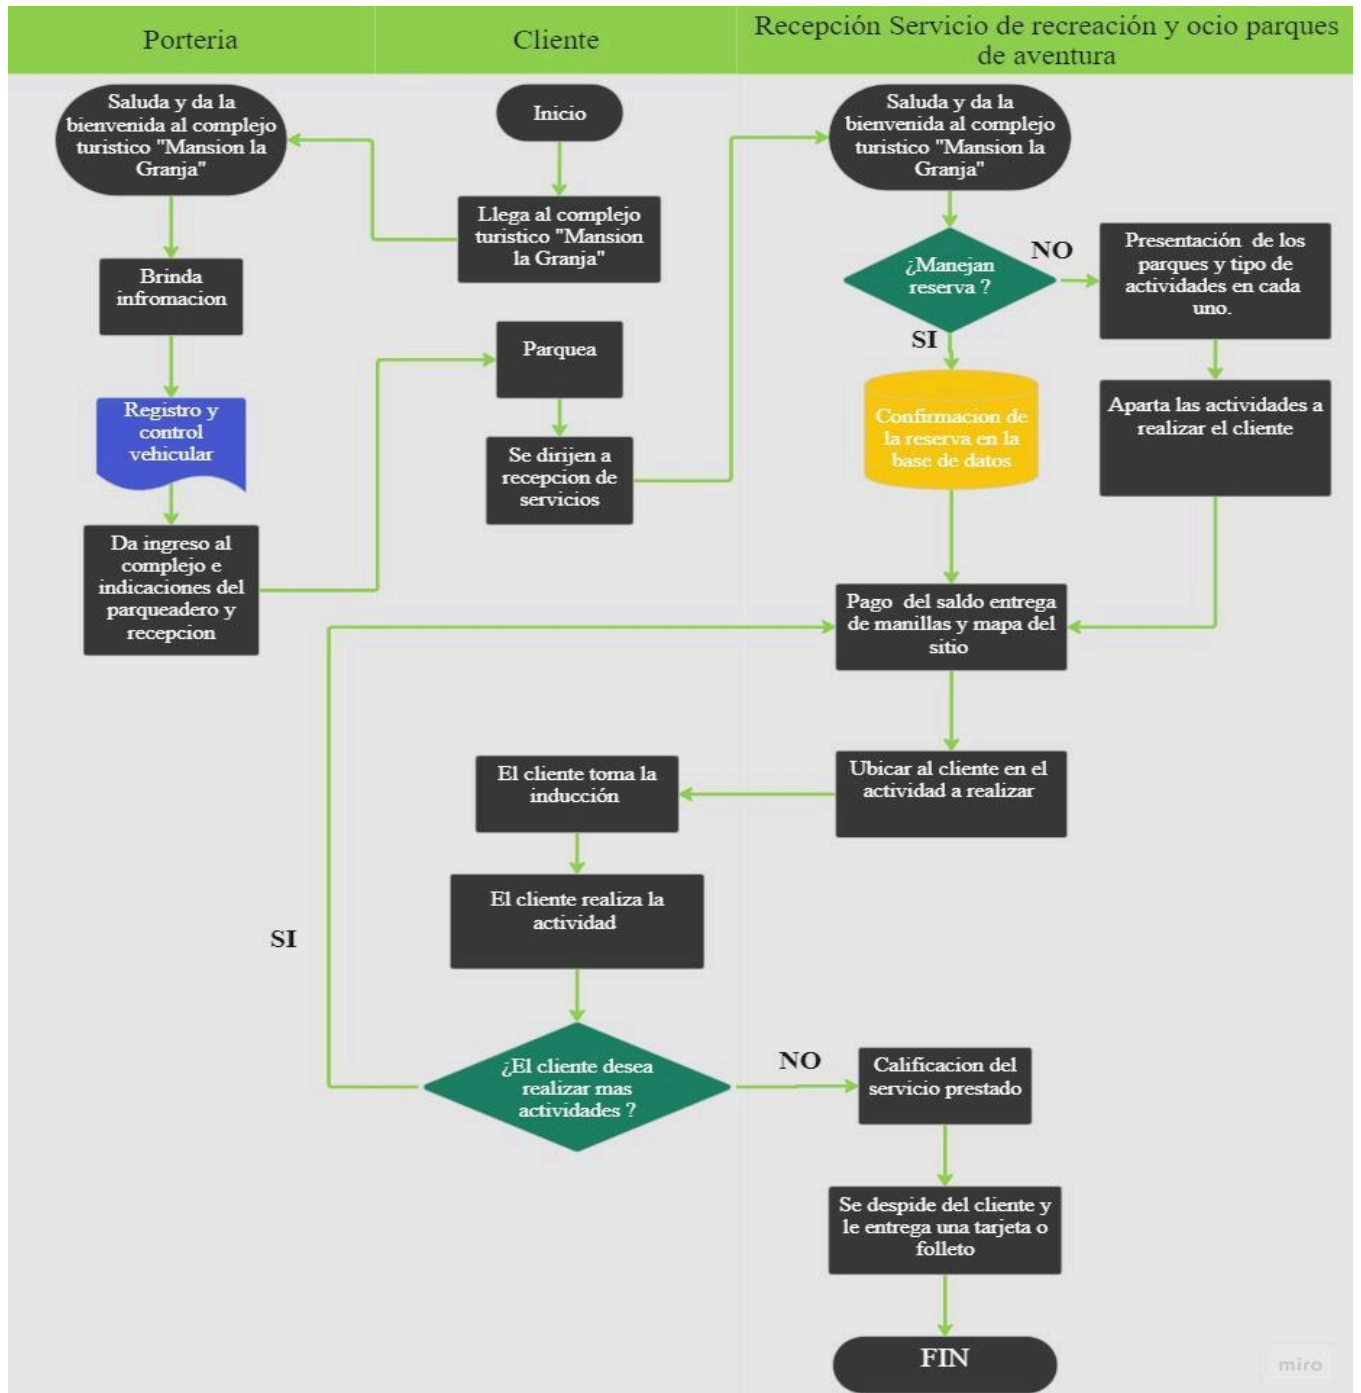 Porteria
Cliente
Recepción Servicio de recreación y ocio parques
de aventura
Saluda y da la
bienvenida al complejo
turistico "Mansion la
Granja"
Inicio
Saluda y da la
bienvenida al complejo
turistico "Mansion la
Granja"
Llega al complejo
turistico "Mansion
la Granja"
Brinda
infromacion
¿Manejan
reserva ?
NO
Presentación de los
parques y tipo de
actividades en cada
uno.
SI
Parquea
Registro y
control
vehicular
Confirmacion de
la reserva en la
base de datos
Aparta las actividades a
realizar el cliente
Se dirijen a
recepcion de
servicios
Da ingreso al
complejo e
indicaciones del
parqueadero y
recepcion
Pago del saldo entrega
de manillas y mapa del
sitio
El cliente toma la
inducción
Ubicar al cliente en el
actividad a realizar
El cliente realiza la
actividad
SI
¿El cliente desea
realizar mas
actividades ?
NO
Calificacion del
servicio prestado
Se despide del cliente y
le entrega una tarjeta o
folleto
FIN
miro